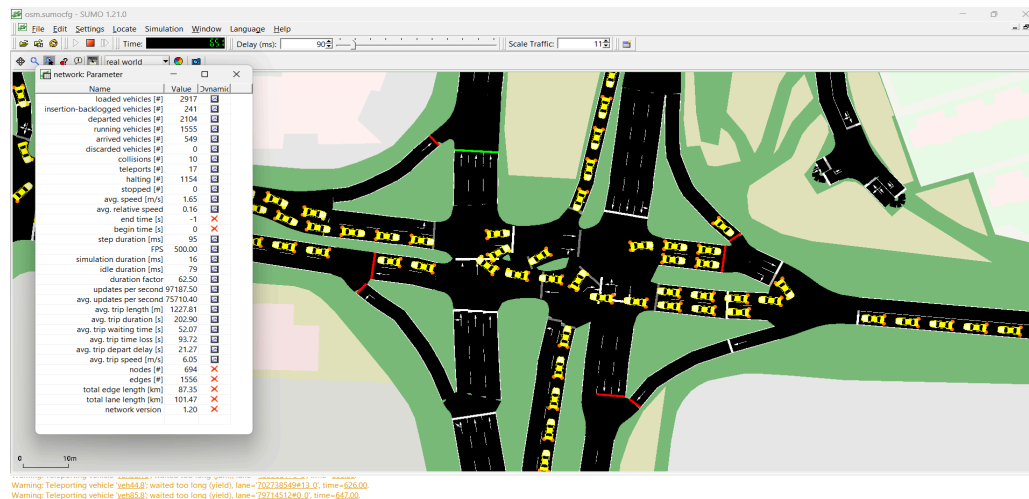 osm.sumocfg - SUMO 1.21.0
File Edit Settings Locate Simulation Window Language Help
Time: 65 Delay (ms): 90 Scale Traffic: 11
real world
network: Parameter
Name Value Dynamic
loaded vehicles [#] 2917
insertion-backlogged vehicles [#] 241
departed vehicles [#] 2104
running vehicles [#] 1555
arrived vehicles [#] 549
discarded vehicles [#] 0
collisions [#] 10
teleports [#] 17
halting [#] 1154
stopped [#] 0
avg. speed [m/s] 1.65
avg. relative speed 0.16
end time [s] -1
begin time [s] 0
step duration [ms] 95
FPS 500.00
simulation duration [ms] 16
idle duration [ms] 79
duration factor 62.50
updates per second 97187.50
avg. updates per second 75710.40
avg. trip length [m] 1227.81
avg. trip duration [s] 202.90
avg. trip waiting time [s] 52.07
avg. trip time loss [s] 93.72
avg. trip depart delay [s] 21.27
avg. trip speed [m/s] 6.05
nodes [#] 694
edges [#] 1556
total edge length [km] 87.35
total lane length [km] 101.47
network version 1.20
0 10m
Warning: Teleporting vehicle 'veh44.8'; waited too long (yield), lane='702738549#13_0', time=626.00.
Warning: Teleporting vehicle 'veh85.8'; waited too long (yield), lane='79714512#0_0', time=647.00.